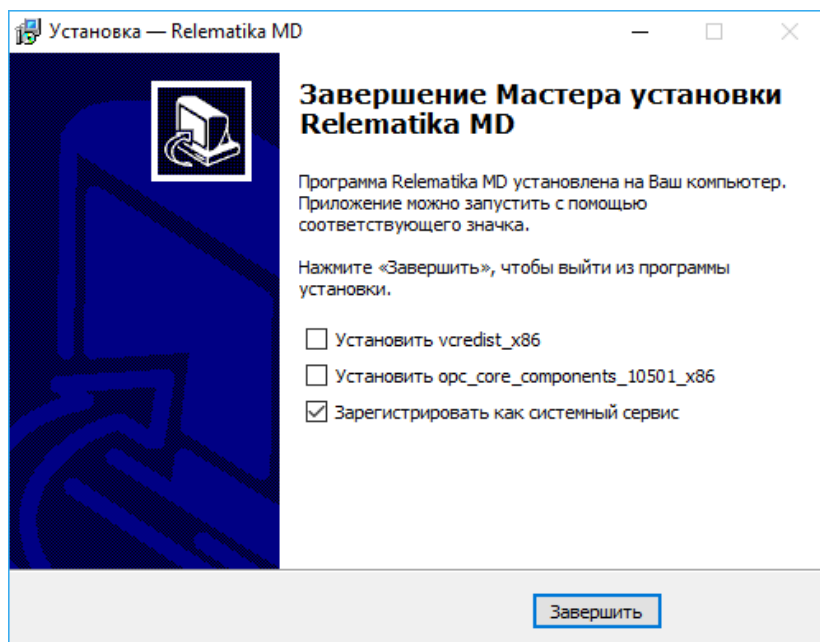 Установка — Relematika MD
Завершение Мастера установки
Relematika MD
Программа Relematika MD установлена на Ваш компьютер.
Приложение можно запустить с помощью
соответствующего значка.
Нажмите «Завершить», чтобы выйти из программы
установки.
Установить vcredist_x86
Установить opc_core_components_10501_x86
Зарегистрировать как системный сервис
Завершить